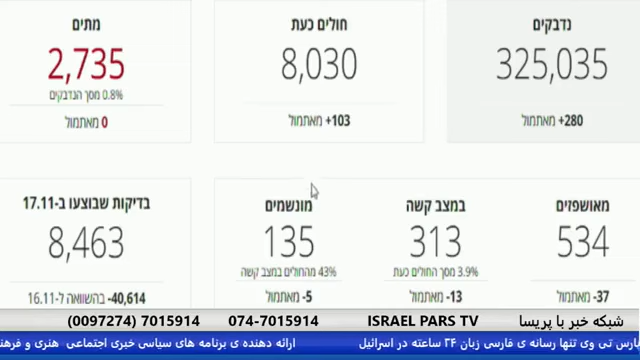 נדבקים
325,035
280+ מאתמול
חולים כעת
8,030
103+ מאתמול
מתים
2,735
0.8% מסך הנדבקים
0 מאתמול
מאושפזים
534
37- מאתמול
במצב קשה
313
3.9% מסך החולים כעת
13- מאתמול
מונשמים
135
43% מהחולים במצב קשה
5- מאתמול
בדיקות שבוצעו ב-17.11
8,463
40,614- בהשוואה ל-16.11
شبکه خبر با پریسا ISRAEL PARS TV 074-7015914 (0097274) 7015914
پارس تی وی تنها رسانه ی فارسی زبان ۲۴ ساعته در اسرائیل ارائه دهنده ی برنامه های سیاسی خبری اجتماعی هنری و